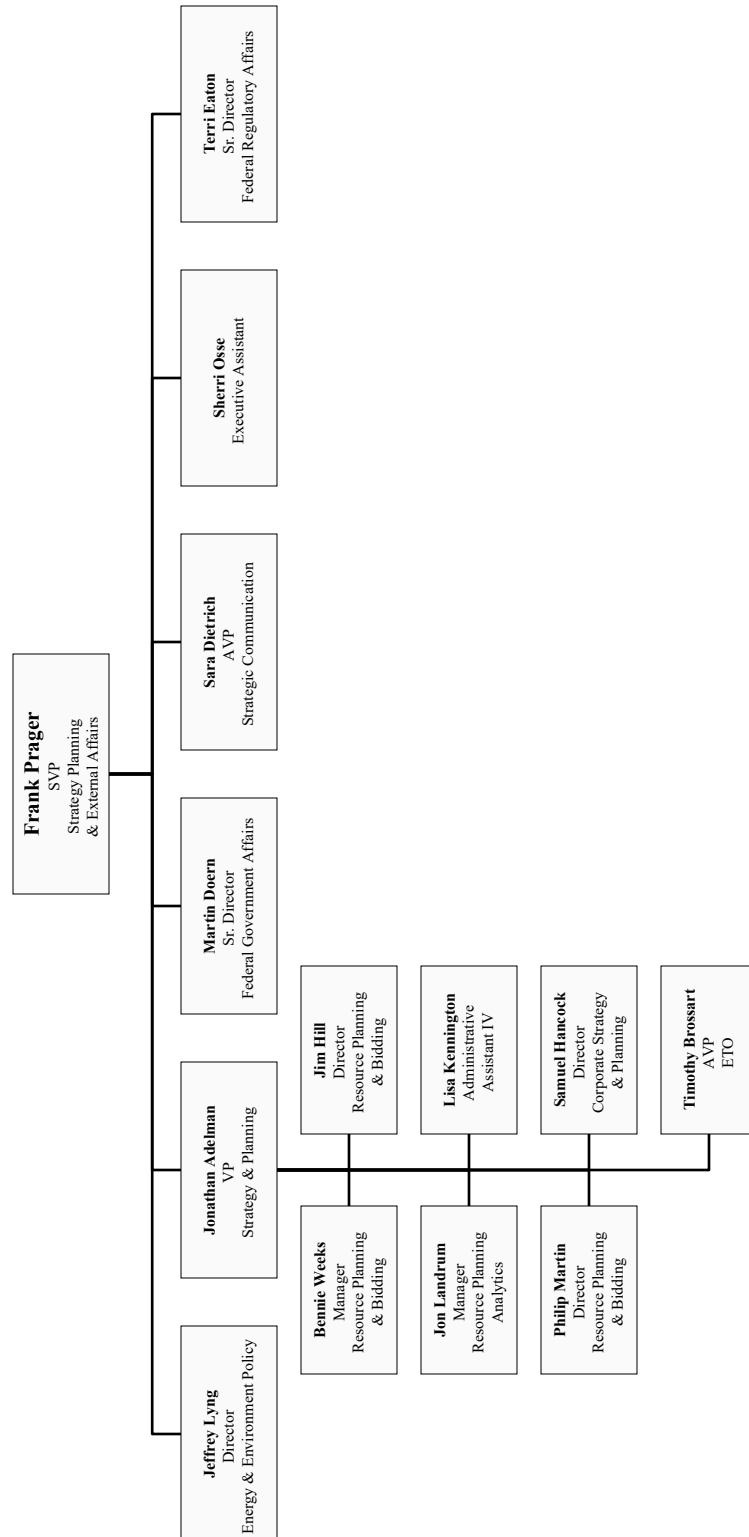 Frank Prager
SVP
Strategy Planning
& External Affairs
Jeffrey Lyng
Director
Energy & Environment Policy
Jonathan Adelman
VP
Strategy & Planning
Martin Doern
Sr. Director
Federal Government Affairs
Sara Dietrich
AVP
Strategic Communication
Sherri Osse
Executive Assistant
Terri Eaton
Sr. Director
Federal Regulatory Affairs
Bennie Weeks
Manager
Resource Planning
& Bidding
Jim Hill
Director
Resource Planning
& Bidding
Jon Landrum
Manager
Resource Planning
Analytics
Lisa Kennington
Administrative
Assistant IV
Philip Martin
Director
Resource Planning
& Bidding
Samuel Hancock
Director
Corporate Strategy
& Planning
Timothy Brossart
AVP
ETO